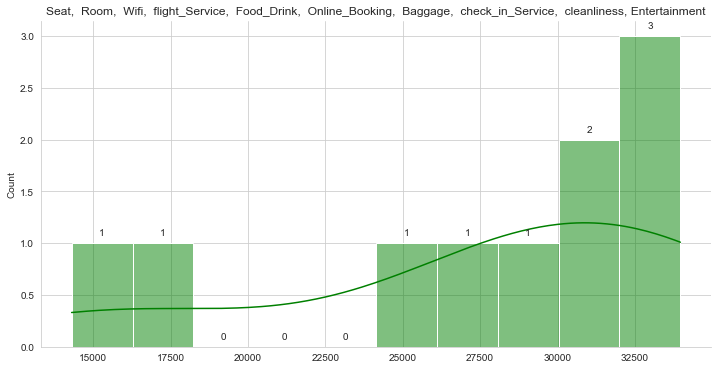 Seat, Room, Wifi, flight_Service, Food_Drink, Online_Booking, Baggage, check_in_Service, cleanliness, Entertainment
3
3.0
2.5
2
2.0
1.5
1 1 1 1 1
1.0
0.5
0 0 0
0.0
Count
15000 17500 20000 22500 25000 27500 30000 32500